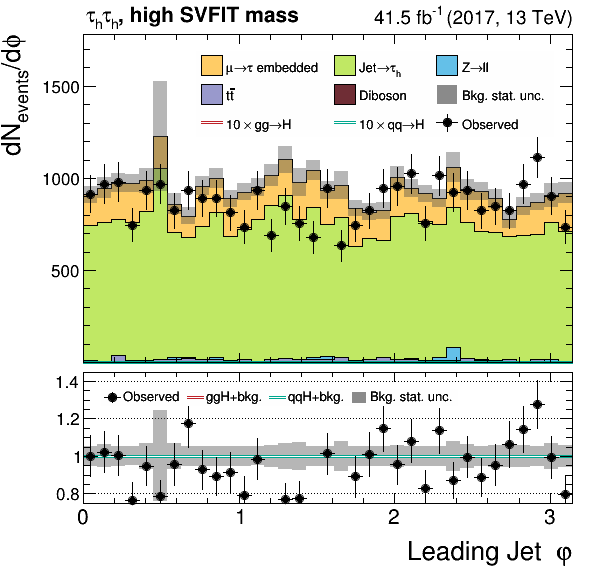 τhτh, high SVFIT mass 41.5 fb-1 (2017, 13 TeV)
dNevents/dφ
μ→τ embedded Jet→τh Z→ll
tt̄ Diboson Bkg. stat. unc.
10 × gg→H 10 × qq→H Observed
1500
1000
500
Observed ggH+bkg. qqH+bkg. Bkg. stat. unc.
1.4
1.2
1
0.8
0 1 2 3
Leading Jet φ